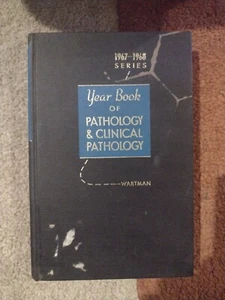 1967-1968
SERIES
Year Book
OF
PATHOLOGY
& CLINICAL
PATHOLOGY
WARTMAN